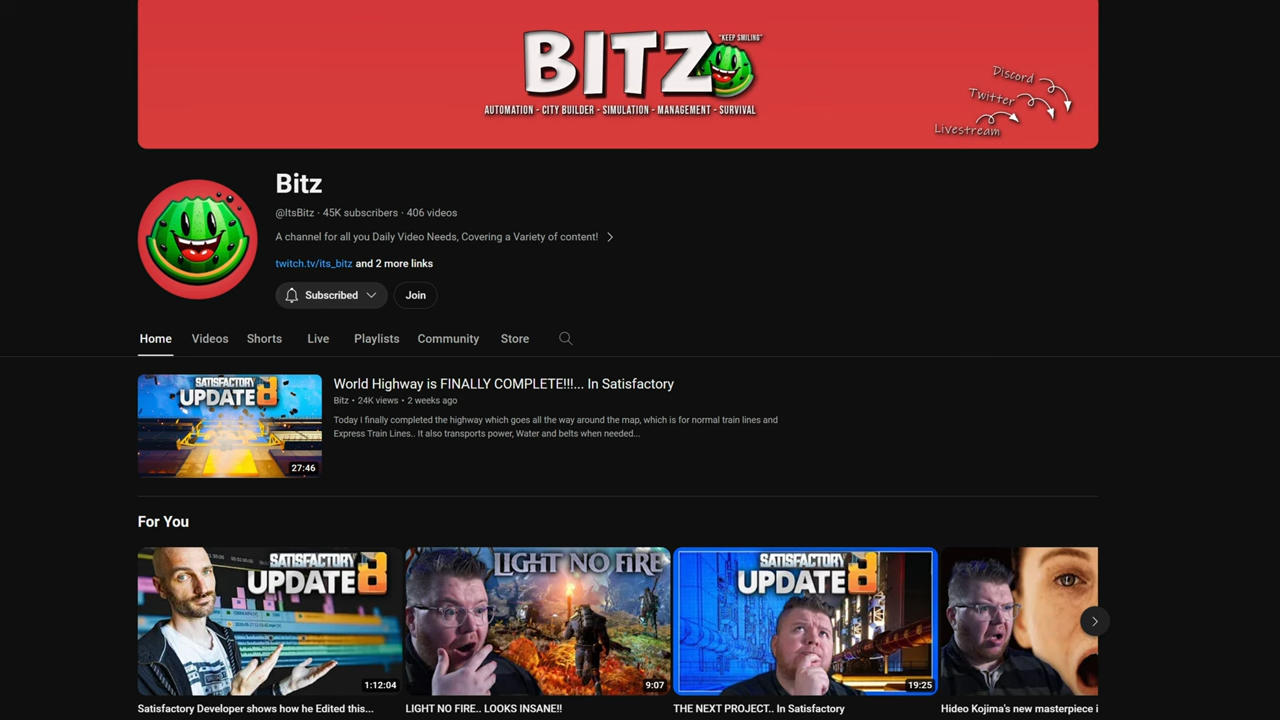 "KEEP SMILING"
BITZ
AUTOMATION - CITY BUILDER - SIMULATION - MANAGEMENT - SURVIVAL
Discord
Twitter
Livestream
Bitz
@ItsBitz · 45K subscribers · 406 videos
A channel for all you Daily Video Needs, Covering a Variety of content!
twitch.tv/its_bitz and 2 more links
Subscribed
Join
Home
Videos
Shorts
Live
Playlists
Community
Store
SATISFACTORY
UPDATE 8
27:46
World Highway is FINALLY COMPLETE!!!... In Satisfactory
Bitz • 24K views • 2 weeks ago
Today I finally completed the highway which goes all the way around the map, which is for normal train lines and
Express Train Lines.. It also transports power, Water and belts when needed...
For You
SATISFACTORY
UPDATE 8
1:12:04
Satisfactory Developer shows how he Edited this...
LIGHT NO FIRE
9:07
LIGHT NO FIRE.. LOOKS INSANE!!
SATISFACTORY
UPDATE 8
19:25
THE NEXT PROJECT.. In Satisfactory
Hideo Kojima's new masterpiece i